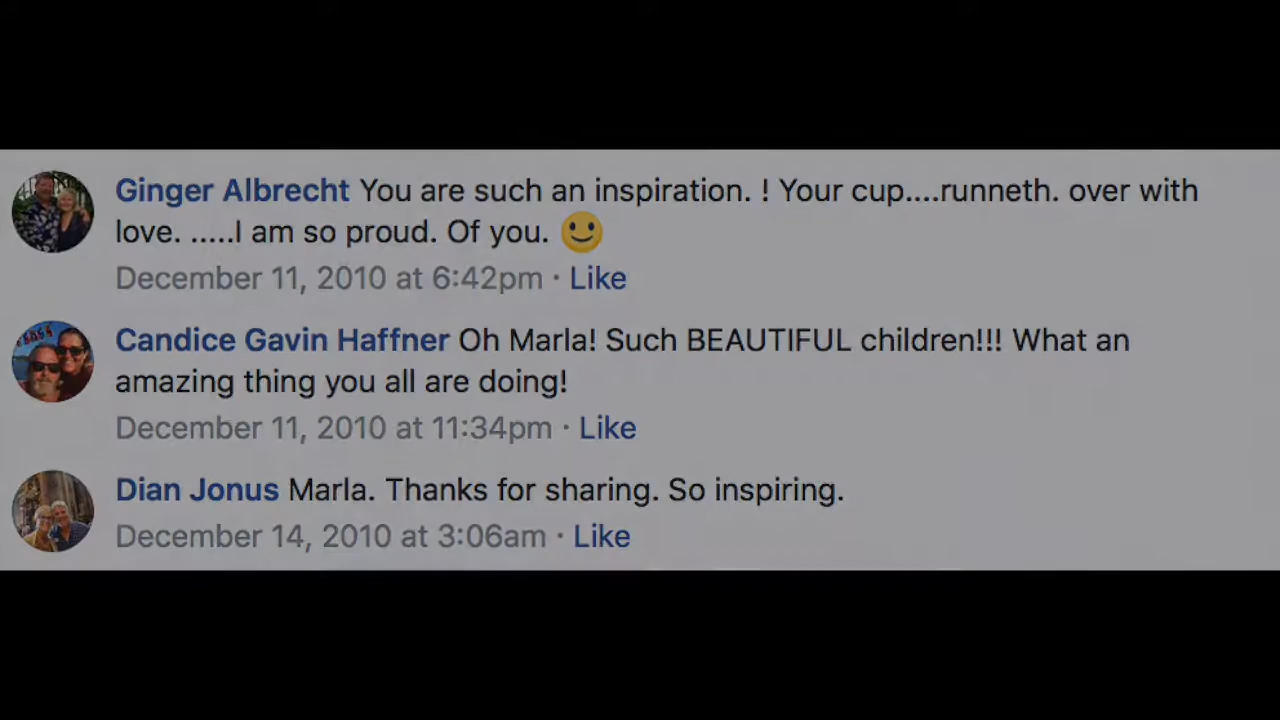 Ginger Albrecht You are such an inspiration. ! Your cup....runneth. over with
love. .....I am so proud. Of you. 🙂
December 11, 2010 at 6:42pm · Like
Candice Gavin Haffner Oh Marla! Such BEAUTIFUL children!!! What an
amazing thing you all are doing!
December 11, 2010 at 11:34pm · Like
Dian Jonus Marla. Thanks for sharing. So inspiring.
December 14, 2010 at 3:06am · Like